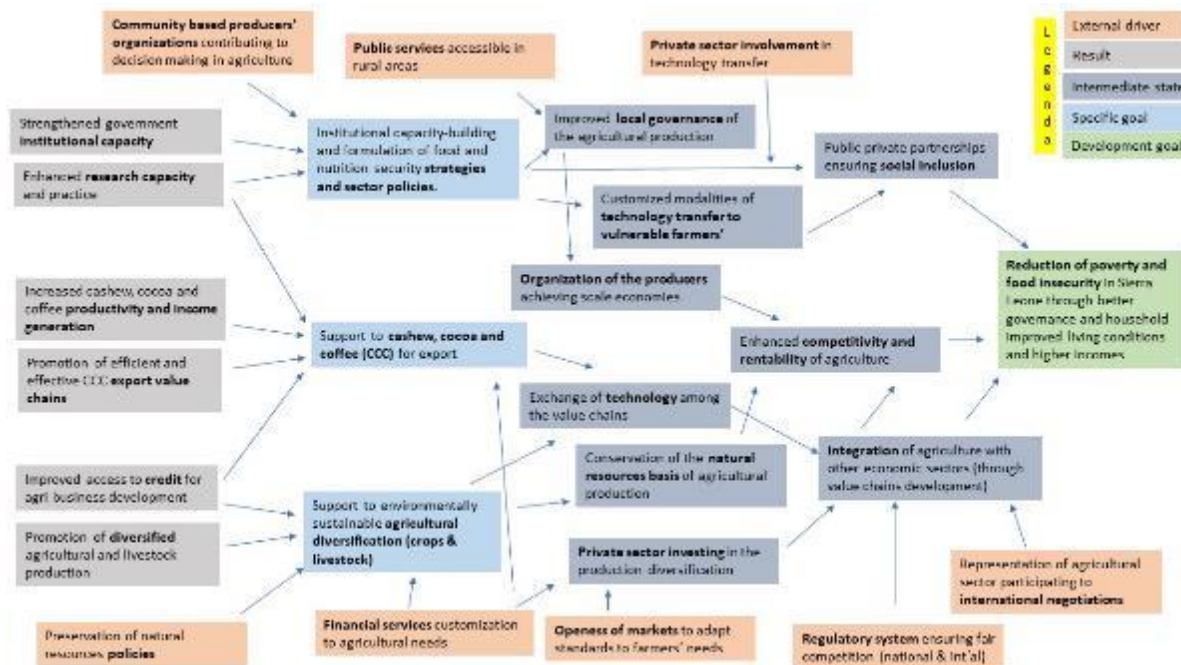 Community based producers'
organizations contributing to
decision making in agriculture
Public services accessible in
rural areas
Private sector involvement in
technology transfer
Legenda
External driver
Result
Intermediate state
Specific goal
Development goal
Strengthened government
institutional capacity
Enhanced research capacity
and practice
Institutional capacity-building
and formulation of food and
nutrition security strategies
and sector policies.
Improved local governance of
the agricultural production
Public private partnerships
ensuring social inclusion
Customized modalities of
technology transfer to
vulnerable farmers'
Organization of the producers
achieving scale economies
Reduction of poverty and
food insecurity in Sierra
Leone through better
governance and household
improved living conditions
and higher incomes
Increased cashew, cocoa and
coffee productivity and income
generation
Promotion of efficient and
effective CCC export value
chains
Support to cashew, cocoa and
coffee (CCC) for export
Enhanced competitivity and
rentability of agriculture
Exchange of technology among
the value chains
Improved access to credit for
agri business development
Promotion of diversified
agricultural and livestock
production
Support to environmentally
sustainable agricultural
diversification (crops &
livestock)
Conservation of the natural
resources basis of agricultural
production
Integration of agriculture with
other economic sectors (through
value chains development)
Private sector investing in the
production diversification
Representation of agricultural
sector participating to
international negotiations
Preservation of natural
resources policies
Financial services customization
to agricultural needs
Openess of markets to adapt
standards to farmers' needs
Regulatory system ensuring fair
competition (national & int'al)